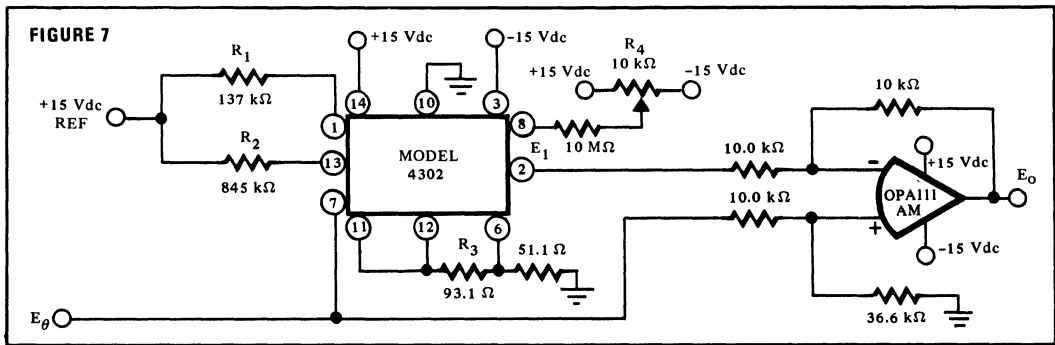 FIGURE 7
+15 Vdc
REF
R1
137 kΩ
R2
845 kΩ
+15 Vdc
-15 Vdc
14
10
3
1
13
7
8
2
11
12
6
MODEL
4302
E1
R4
10 kΩ
+15 Vdc
-15 Vdc
10 MΩ
R3
93.1 Ω
51.1 Ω
Eθ
10 kΩ
10.0 kΩ
10.0 kΩ
-
+
+15 Vdc
OPA111
AM
-15 Vdc
Eo
36.6 kΩ